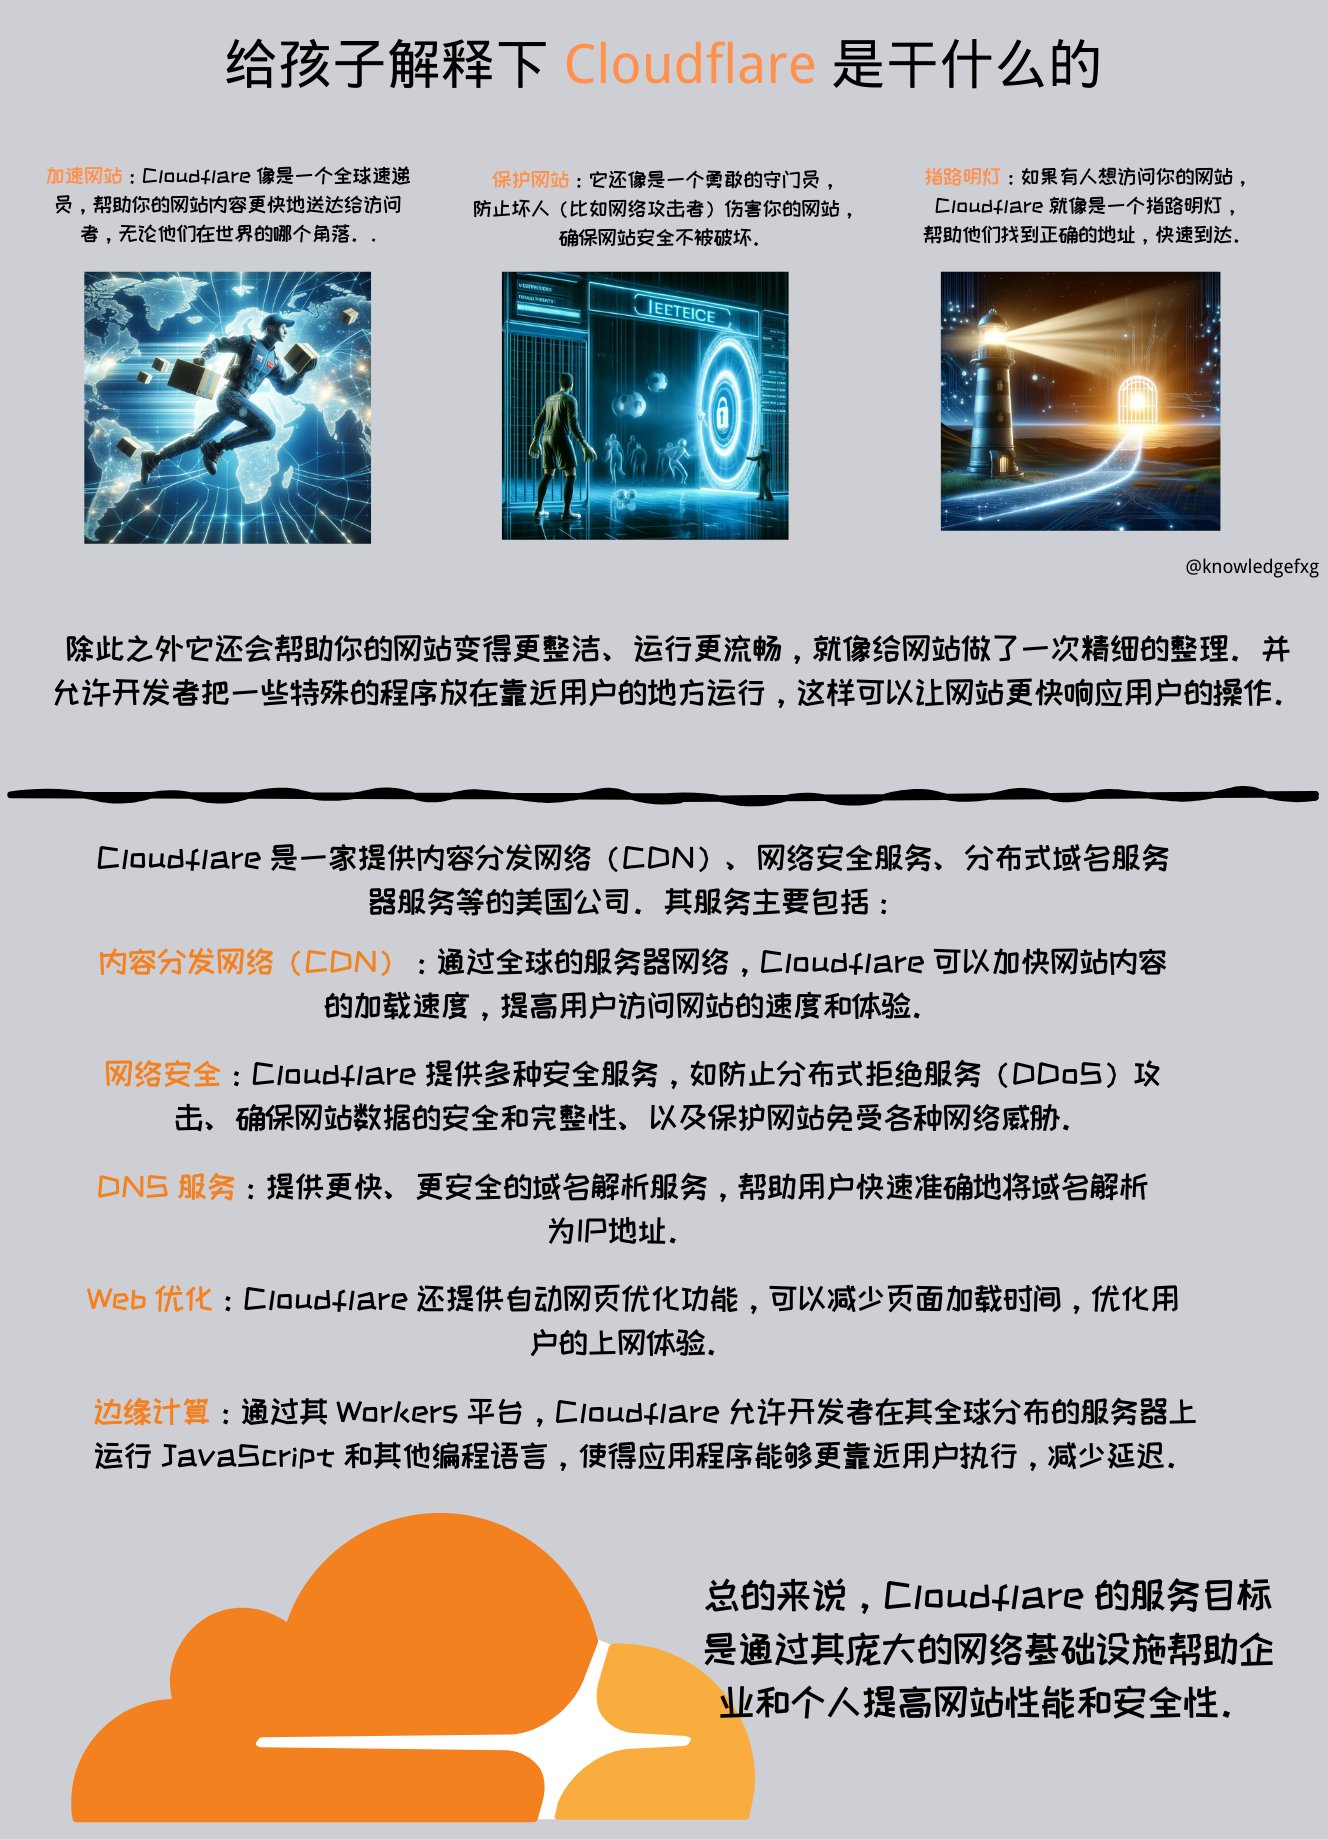 给孩子解释下 Cloudflare 是干什么的
加速网站：Cloudflare 像是一个全球速递
员，帮助你的网站内容更快地送达给访问
者，无论他们在世界的哪个角落．．
保护网站：它还像是一个勇敢的守门员，
防止坏人（比如网络攻击者）伤害你的网站，
确保网站安全不被破坏．
指路明灯：如果有人想访问你的网站，
Cloudflare 就像是一个指路明灯，
帮助他们找到正确的地址，快速到达．
IEETEICE
@knowledgefxg
除此之外它还会帮助你的网站变得更整洁、运行更流畅，就像给网站做了一次精细的整理．并
允许开发者把一些特殊的程序放在靠近用户的地方运行，这样可以让网站更快响应用户的操作．
Cloudflare 是一家提供内容分发网络（CDN）、网络安全服务、分布式域名服务
器服务等的美国公司．其服务主要包括：
内容分发网络（CDN）：通过全球的服务器网络，Cloudflare 可以加快网站内容
的加载速度，提高用户访问网站的速度和体验．
网络安全：Cloudflare 提供多种安全服务，如防止分布式拒绝服务（DDoS）攻
击、确保网站数据的安全和完整性、以及保护网站免受各种网络威胁．
DNS 服务：提供更快、更安全的域名解析服务，帮助用户快速准确地将域名解析
为IP地址．
Web 优化：Cloudflare 还提供自动网页优化功能，可以减少页面加载时间，优化用
户的上网体验．
边缘计算：通过其 Workers 平台，Cloudflare 允许开发者在其全球分布的服务器上
运行 JavaScript 和其他编程语言，使得应用程序能够更靠近用户执行，减少延迟．
总的来说，Cloudflare 的服务目标
是通过其庞大的网络基础设施帮助企
业和个人提高网站性能和安全性．